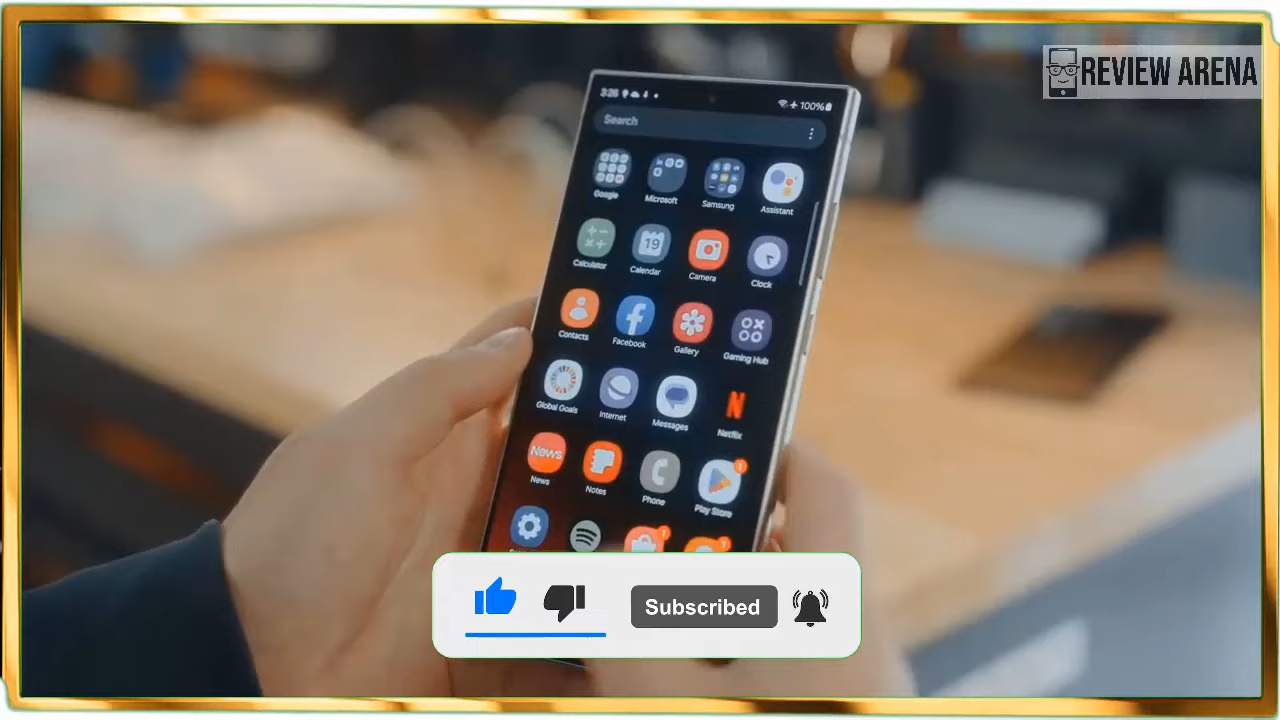 REVIEW ARENA
3:26
100%
Search
Google
Microsoft
Samsung
Assistant
Calculator
19
Calendar
Camera
Clock
Contacts
Facebook
Gallery
Gaming Hub
Global Goals
Internet
Messages
N
Netflix
News
News
Notes
Phone
Play Store
Subscribed